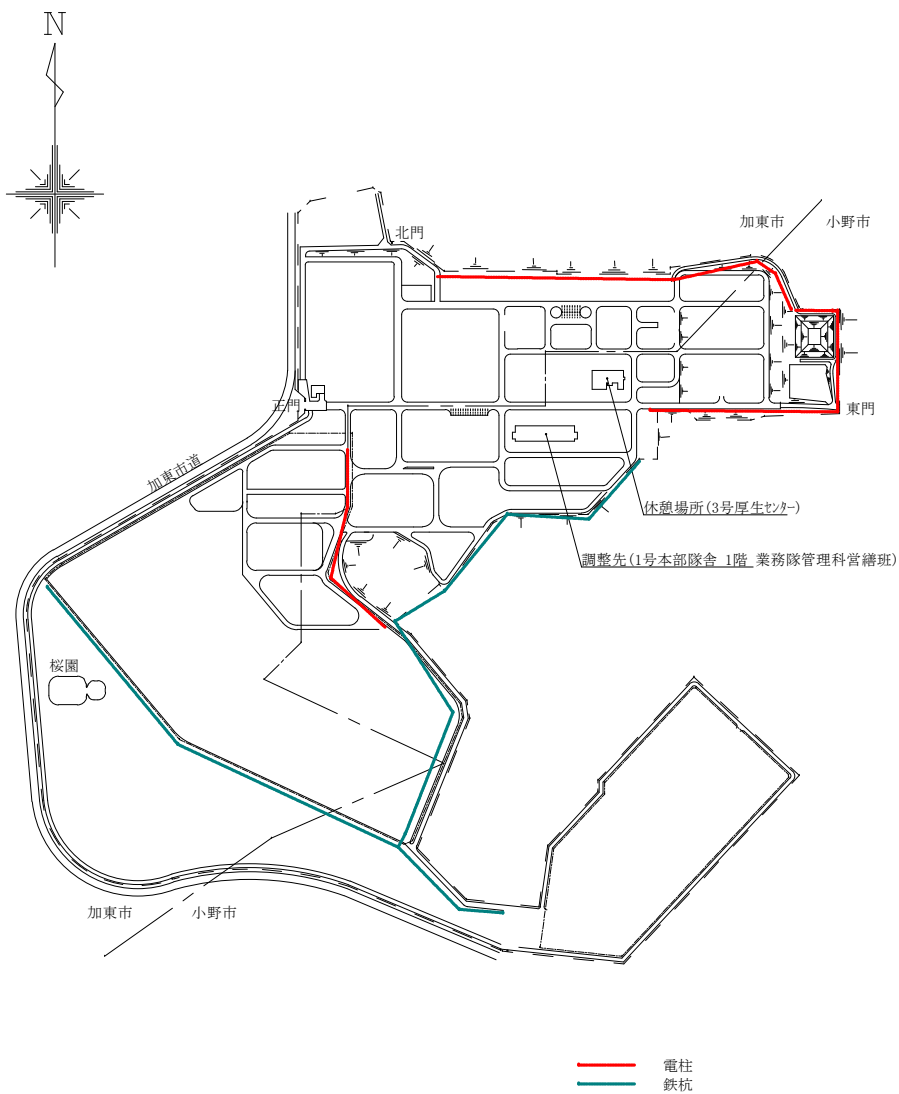 N
加東市 小野市
北門
正門
東門
加東市道
休憩場所(3号厚生ｾﾝﾀｰ)
調整先(1号本部隊舎 1階 業務隊管理科営繕班)
桜園
加東市 小野市
電柱
鉄杭